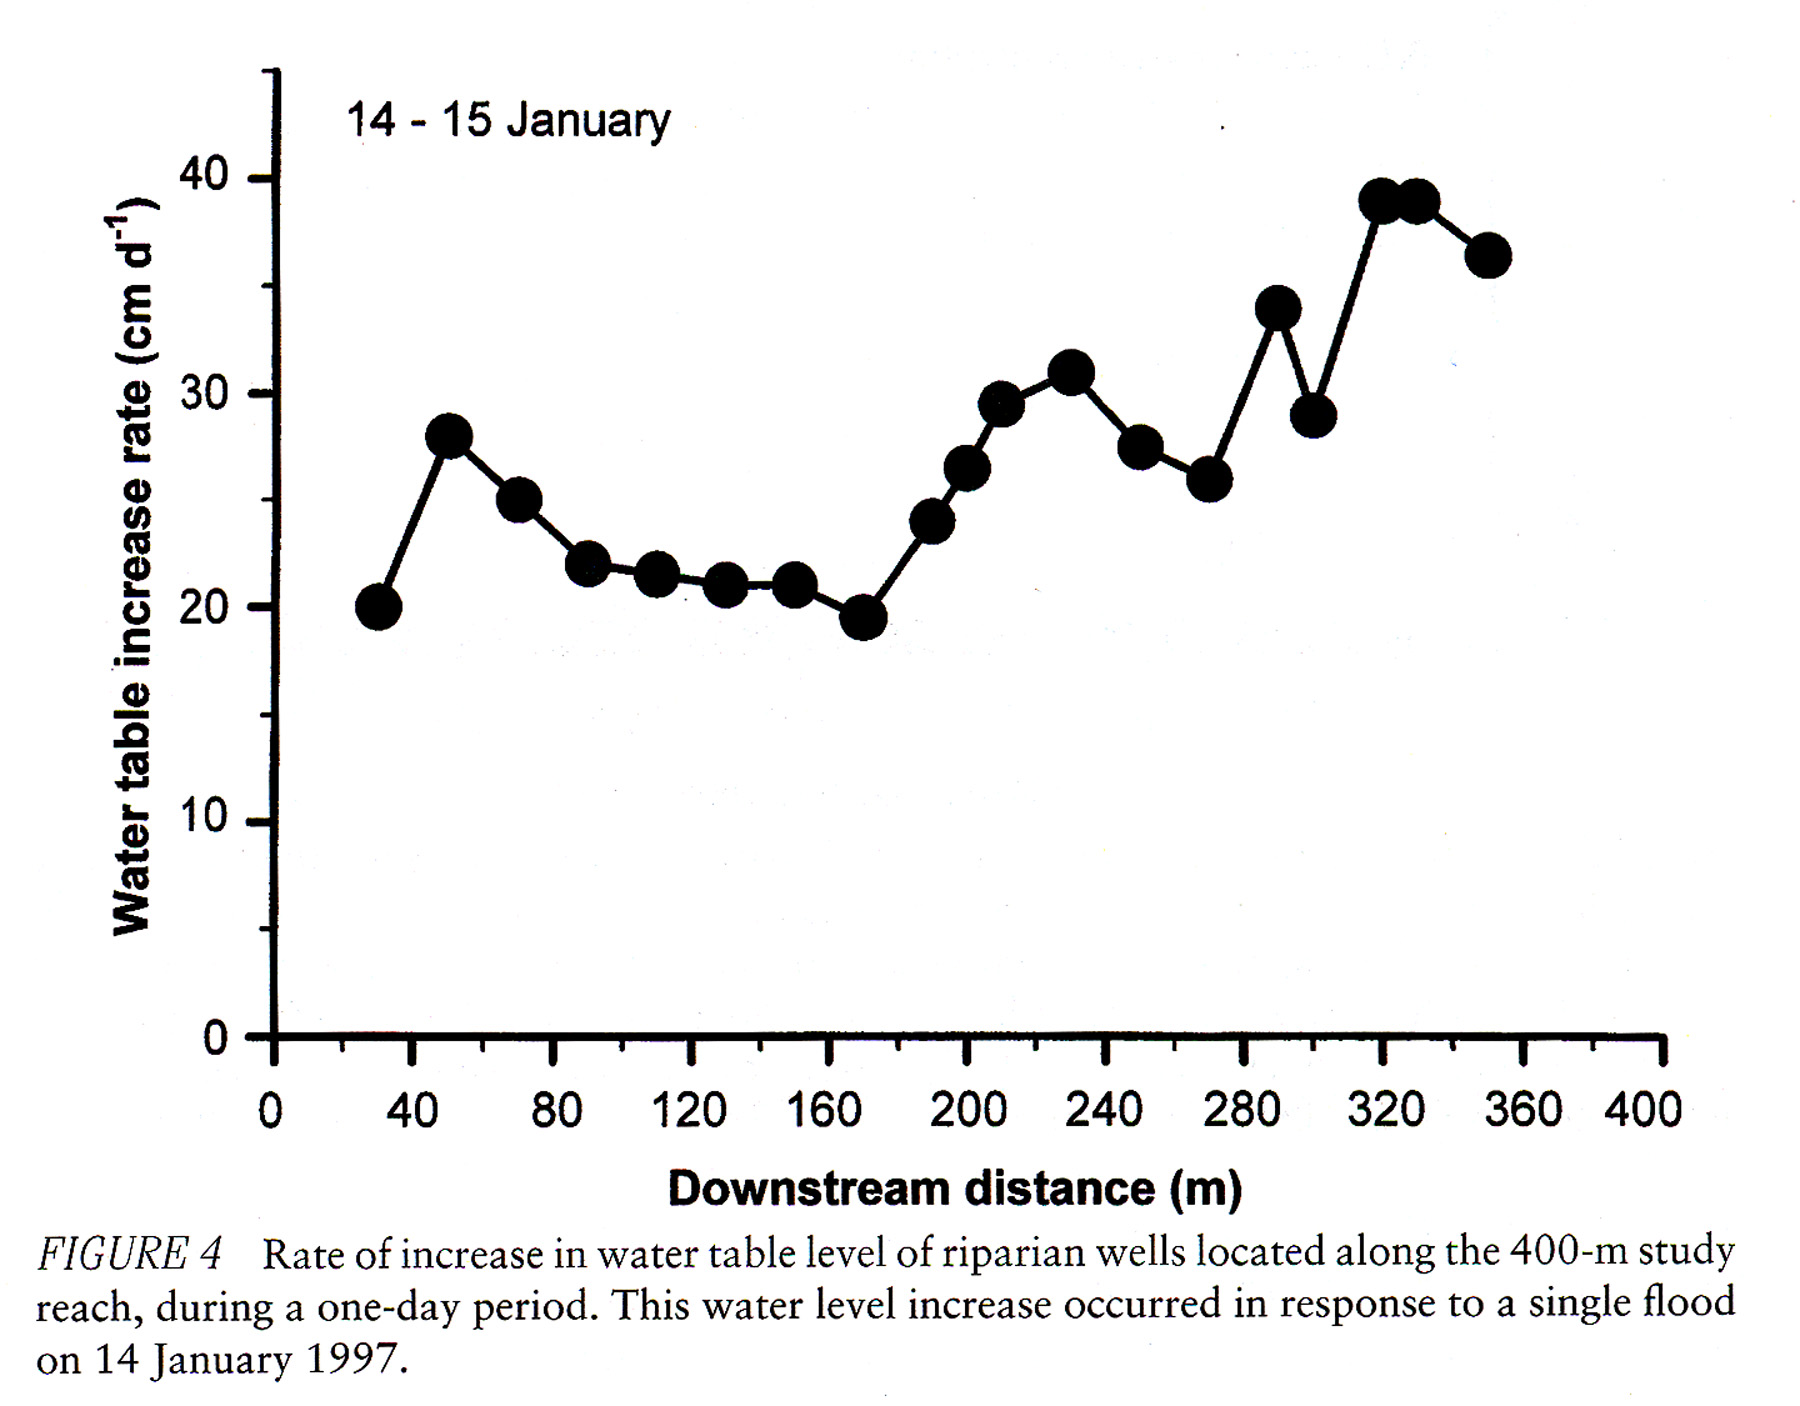 14 - 15 January
Water table increase rate (cm d⁻¹)
40
30
20
10
0
0 40 80 120 160 200 240 280 320 360 400
Downstream distance (m)
FIGURE 4 Rate of increase in water table level of riparian wells located along the 400-m study
reach, during a one-day period. This water level increase occurred in response to a single flood
on 14 January 1997.